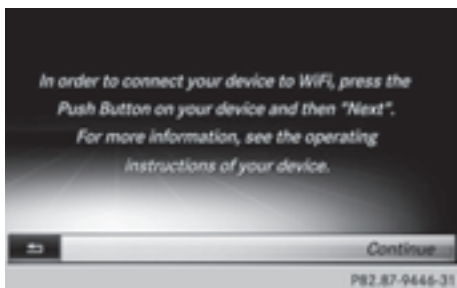 In order to connect your device to WiFi, press the
Push Button on your device and then "Next".
For more information, see the operating
instructions of your device.
Continue
P82.87-9446-31